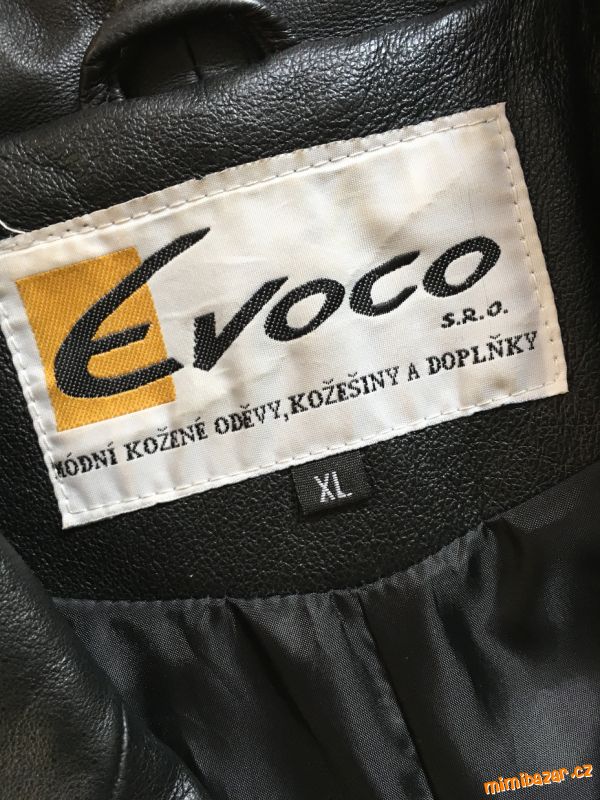 Evoco
S.R.O.
MÓDNÍ KOŽENÉ ODĚVY, KOŽEŠINY A DOPLŇKY
XL
mimibazar.cz